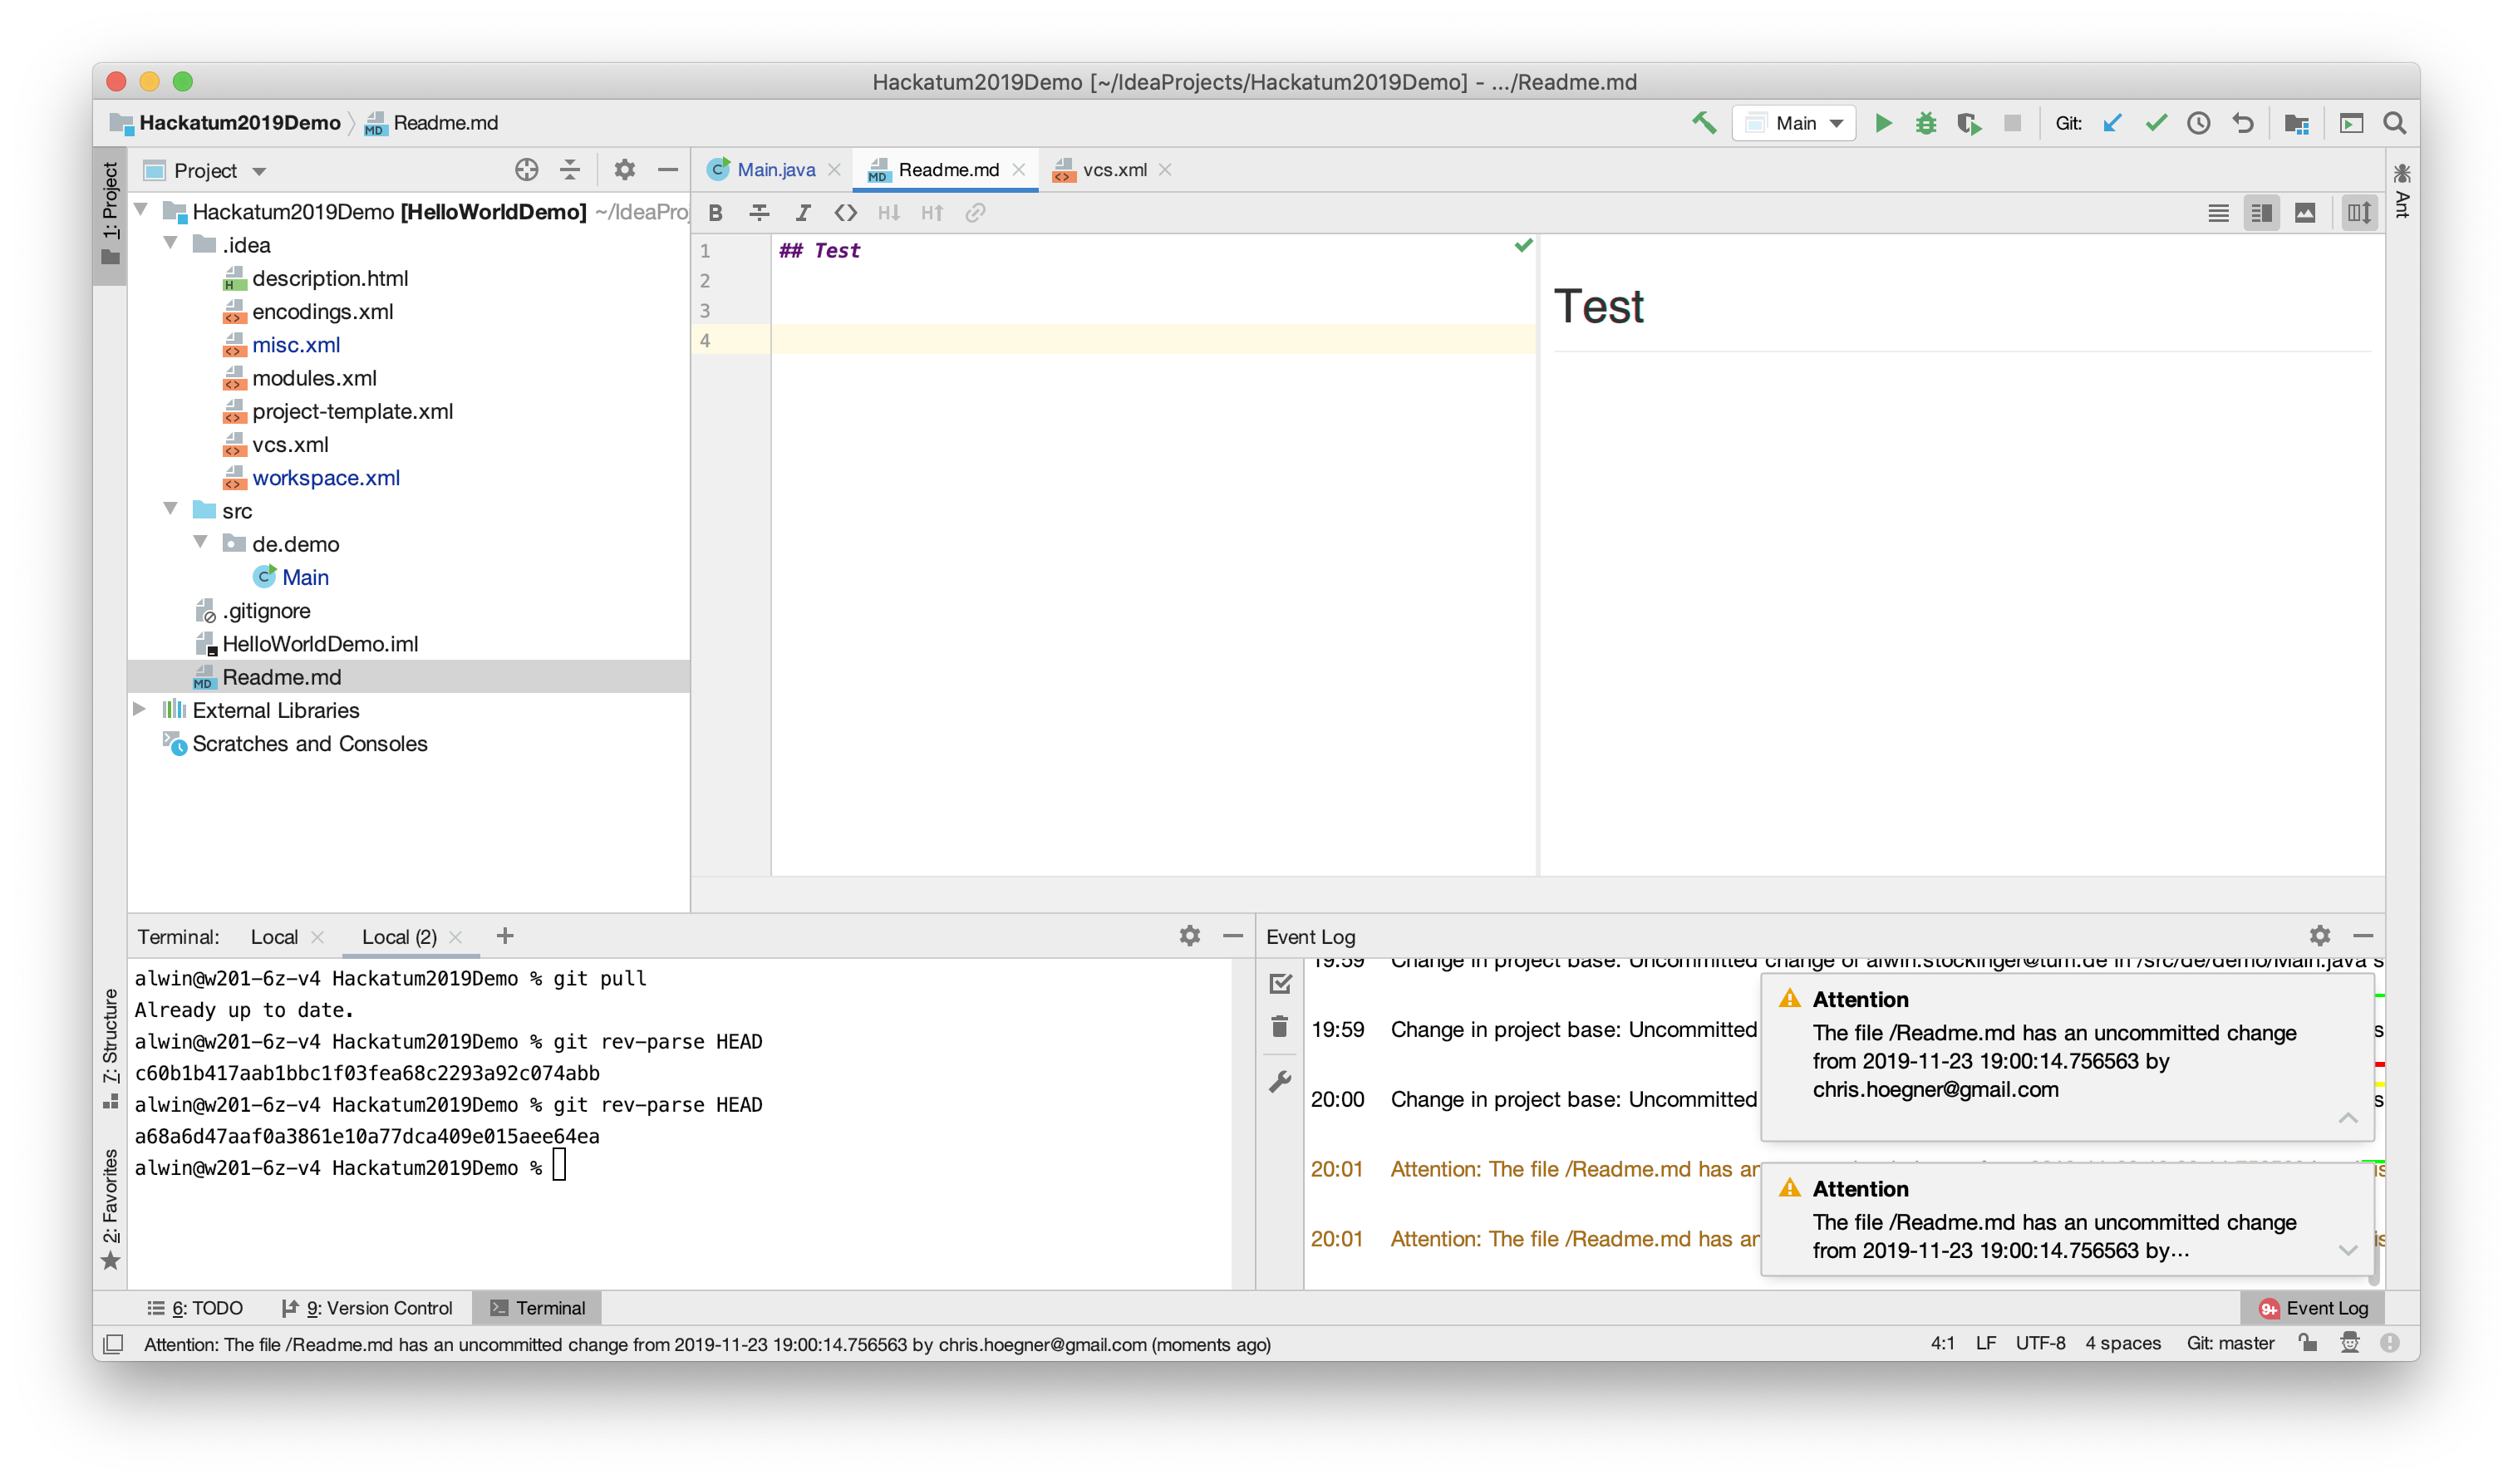 Hackatum2019Demo [~/IdeaProjects/Hackatum2019Demo] - .../Readme.md
Hackatum2019Demo
MD Readme.md
Main
Git:
1: Project
Project
Main.java
MD Readme.md
vcs.xml
Ant
Hackatum2019Demo [HelloWorldDemo] ~/IdeaProj
.idea
description.html
encodings.xml
misc.xml
modules.xml
project-template.xml
vcs.xml
workspace.xml
src
de.demo
Main
.gitignore
HelloWorldDemo.iml
MD Readme.md
External Libraries
Scratches and Consoles
B I <> H↓ H↑
1 ## Test
2
3
4
Test
7: Structure
2: Favorites
Terminal: Local Local (2)
alwin@w201-6z-v4 Hackatum2019Demo % git pull
Already up to date.
alwin@w201-6z-v4 Hackatum2019Demo % git rev-parse HEAD
c60b1b417aab1bbc1f03fea68c2293a92c074abb
alwin@w201-6z-v4 Hackatum2019Demo % git rev-parse HEAD
a68a6d47aaf0a3861e10a77dca409e015aee64ea
alwin@w201-6z-v4 Hackatum2019Demo %
Event Log
19:59 Change in project base: Uncommitted change of alwin.stockinger@tum.de in /src/de/demo/Main.java s
19:59 Change in project base: Uncommitted
20:00 Change in project base: Uncommitted
20:01 Attention: The file /Readme.md has an
20:01 Attention: The file /Readme.md has an
Attention
The file /Readme.md has an uncommitted change
from 2019-11-23 19:00:14.756563 by
chris.hoegner@gmail.com
Attention
The file /Readme.md has an uncommitted change
from 2019-11-23 19:00:14.756563 by...
6: TODO
9: Version Control
Terminal
9+ Event Log
Attention: The file /Readme.md has an uncommitted change from 2019-11-23 19:00:14.756563 by chris.hoegner@gmail.com (moments ago)
4:1 LF UTF-8 4 spaces Git: master